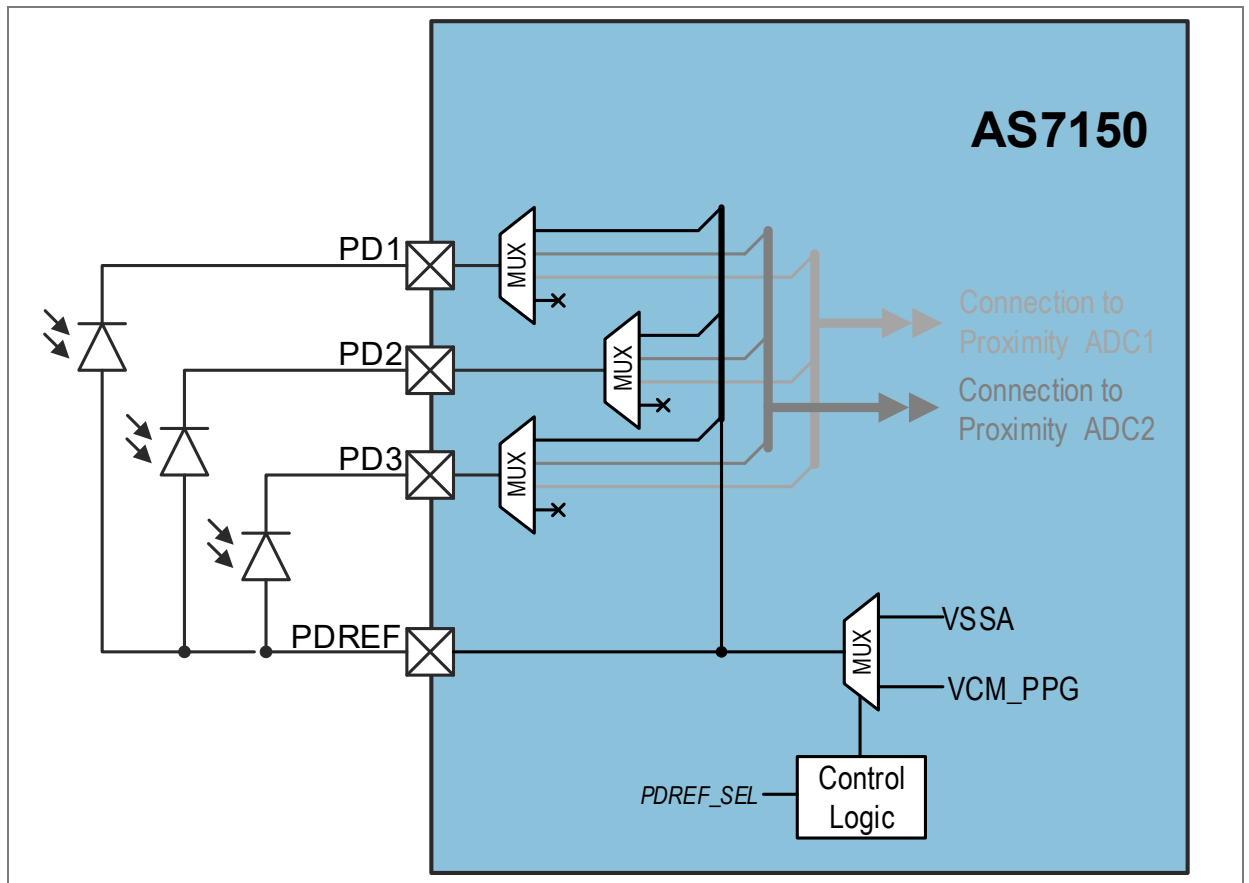 AS7150
PD1
MUX
Connection to
Proximity ADC1
PD2
MUX
Connection to
Proximity ADC2
PD3
MUX
PDREF
MUX
VSSA
VCM_PPG
PDREF_SEL
Control
Logic